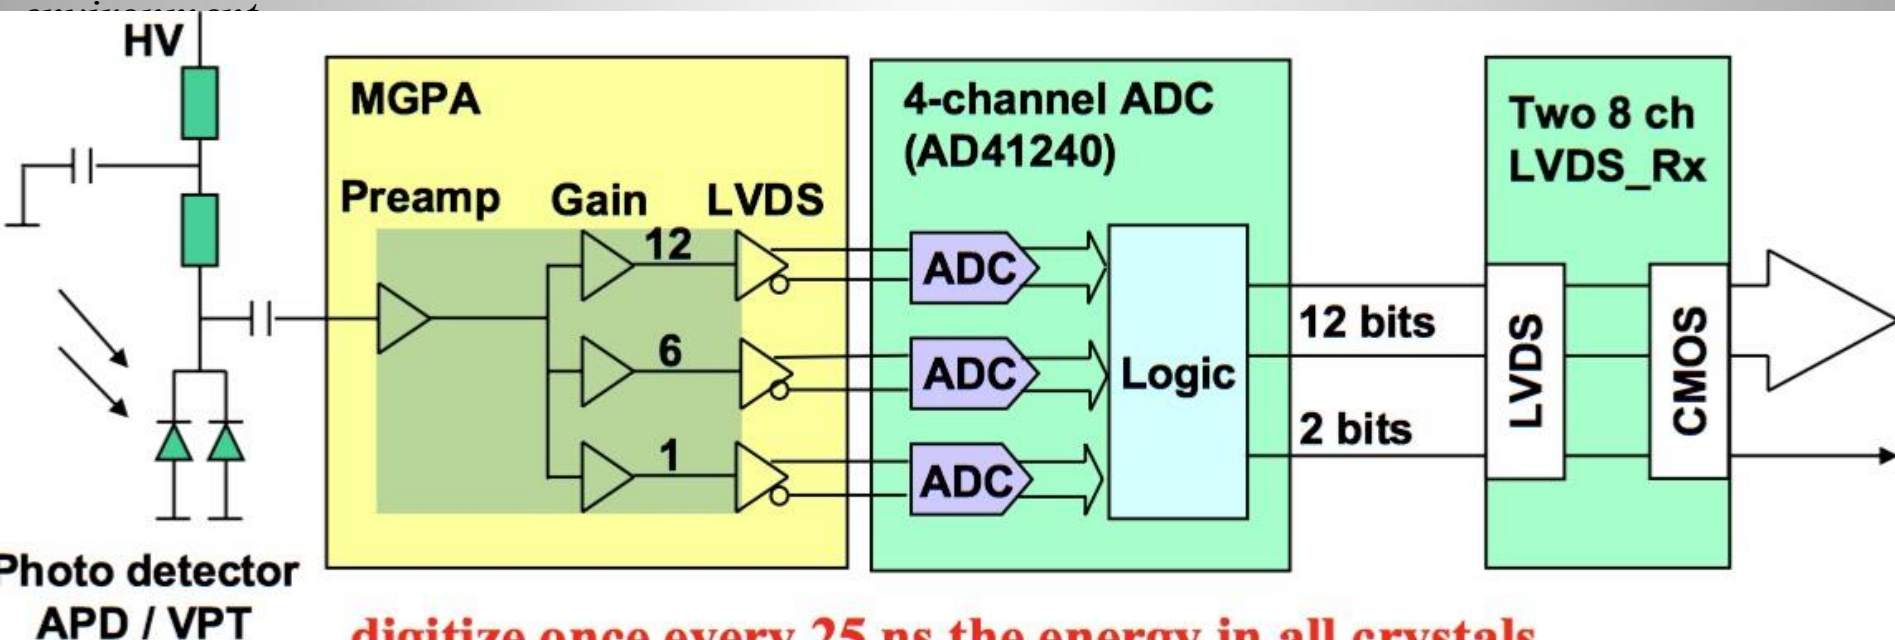 HV
MGPA
4-channel ADC
(AD41240)
Two 8 ch
LVDS_Rx
Preamp Gain LVDS
12
ADC
6
ADC
Logic
1
ADC
12 bits
2 bits
LVDS
CMOS
Photo detector
APD / VPT
digitize once every 25 ns the energy in all crystals